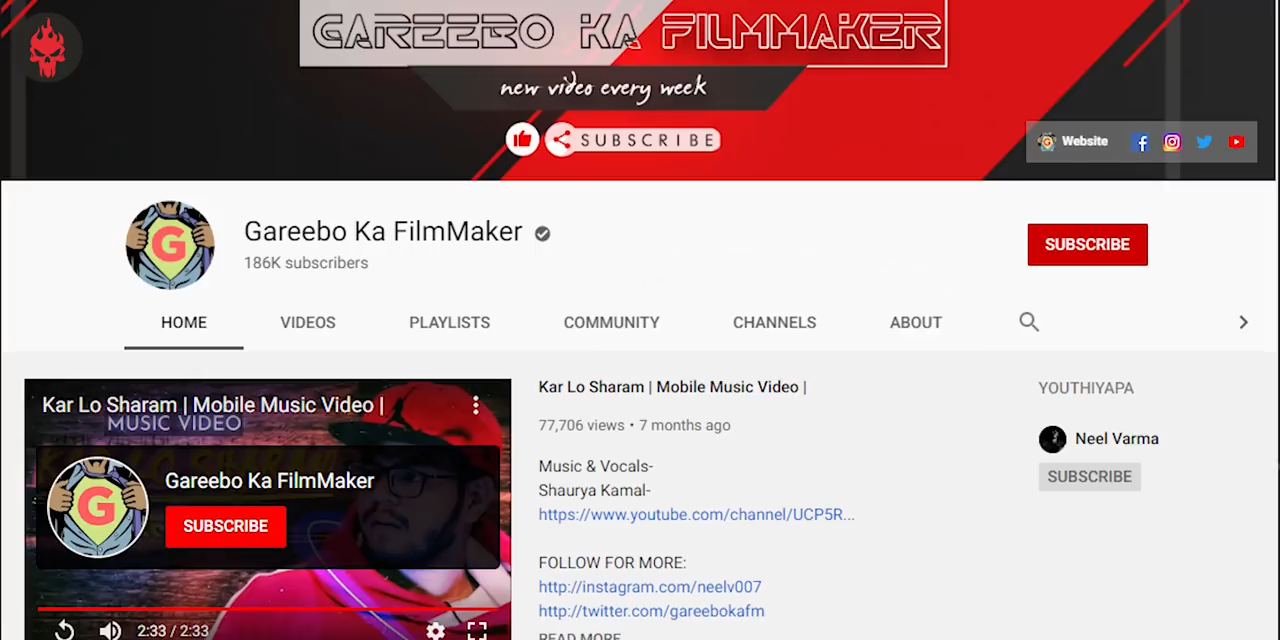 GAREEBO KA FILMMAKER
new video every week
SUBSCRIBE
Website
Gareebo Ka FilmMaker
186K subscribers
SUBSCRIBE
HOME VIDEOS PLAYLISTS COMMUNITY CHANNELS ABOUT
Kar Lo Sharam | Mobile Music Video |
MUSIC VIDEO
G
Gareebo Ka FilmMaker
SUBSCRIBE
2:33 / 2:33
Kar Lo Sharam | Mobile Music Video |
77,706 views • 7 months ago
Music & Vocals-
Shaurya Kamal-
https://www.youtube.com/channel/UCP5R...
FOLLOW FOR MORE:
http://instagram.com/neelv007
http://twitter.com/gareebokafm
READ MORE
YOUTHIYAPA
Neel Varma
SUBSCRIBE